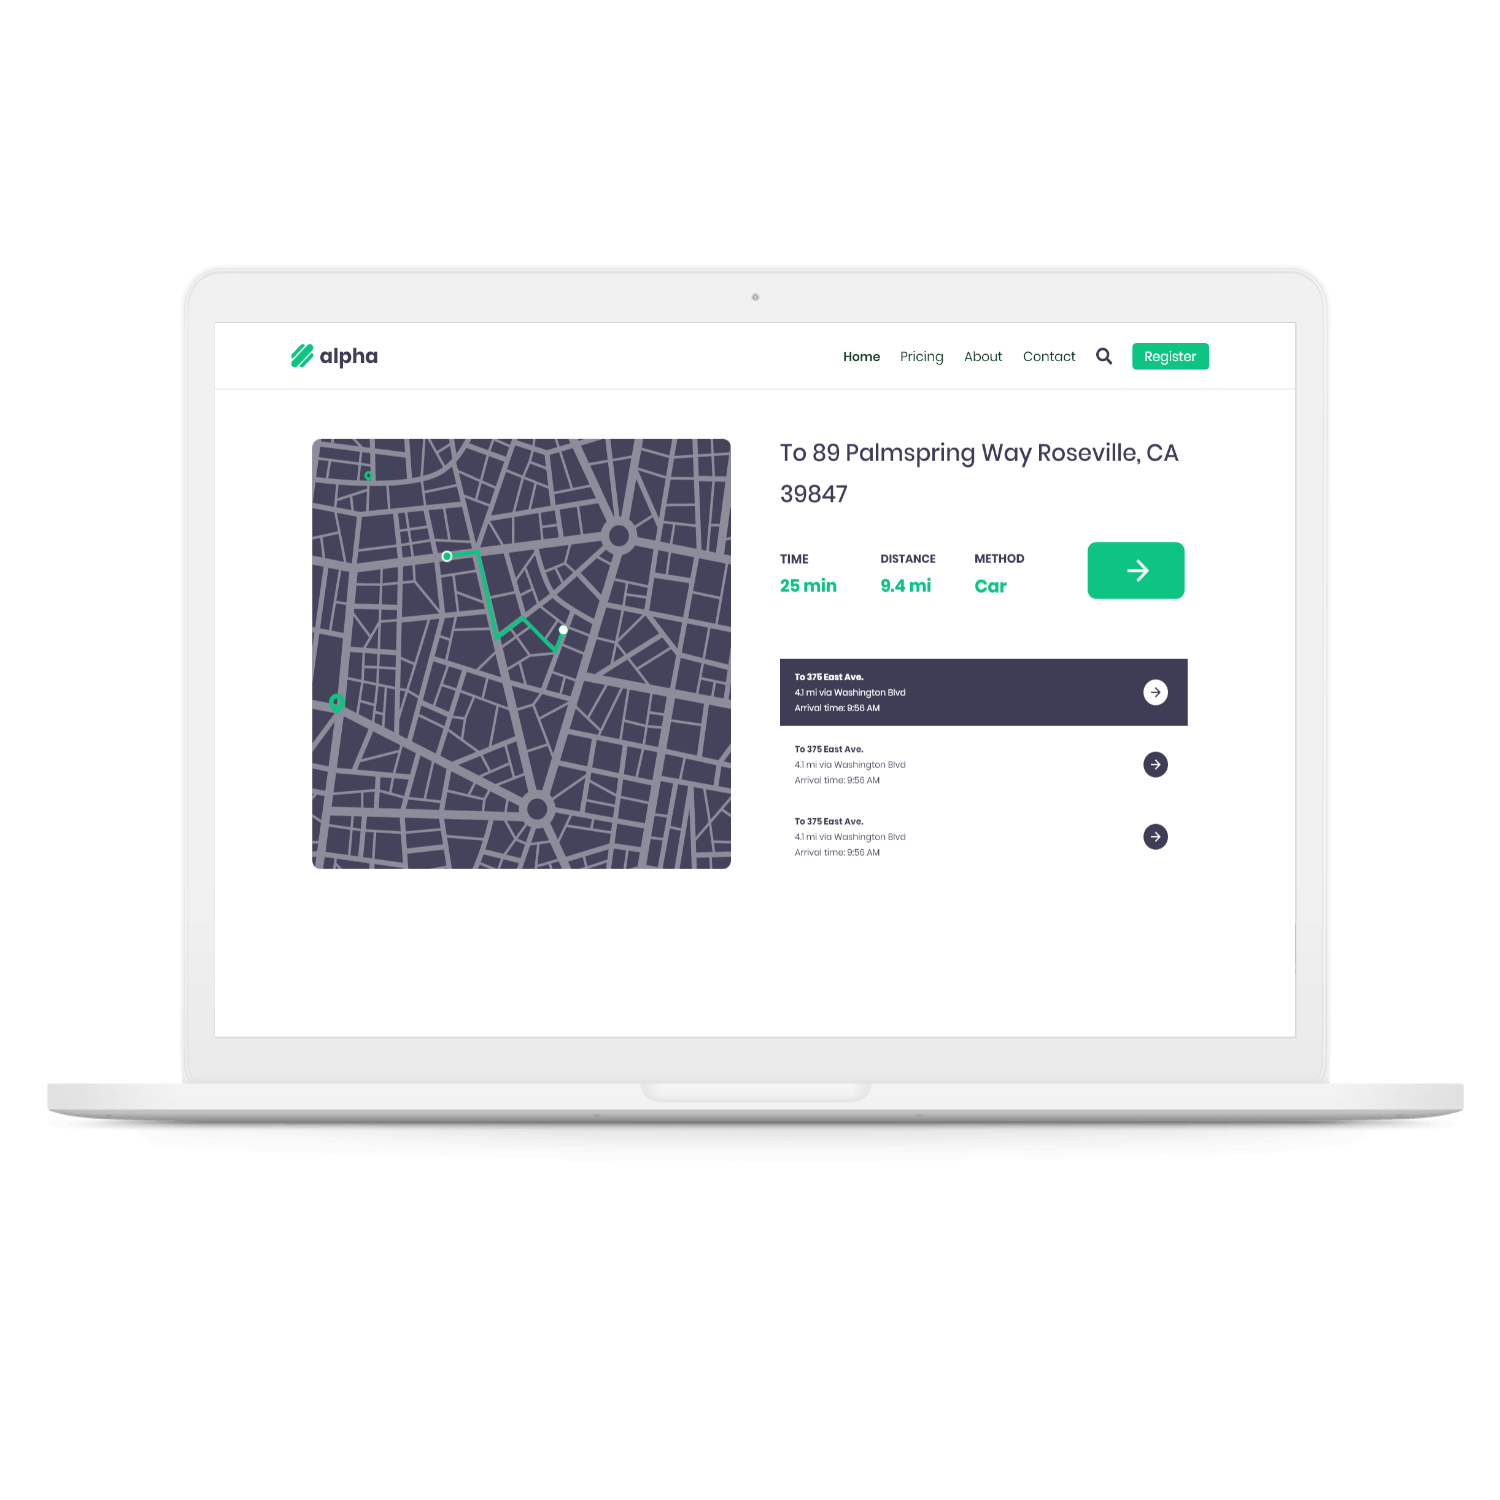 alpha
Home Pricing About Contact Register
To 89 Palmspring Way Roseville, CA
39847
TIME DISTANCE METHOD
25 min 9.4 mi Car
To 375 East Ave.
4.1 mi via Washington Blvd
Arrival time: 9:56 AM
To 375 East Ave.
4.1 mi via Washington Blvd
Arrival time: 9:56 AM
To 375 East Ave.
4.1 mi via Washington Blvd
Arrival time: 9:56 AM